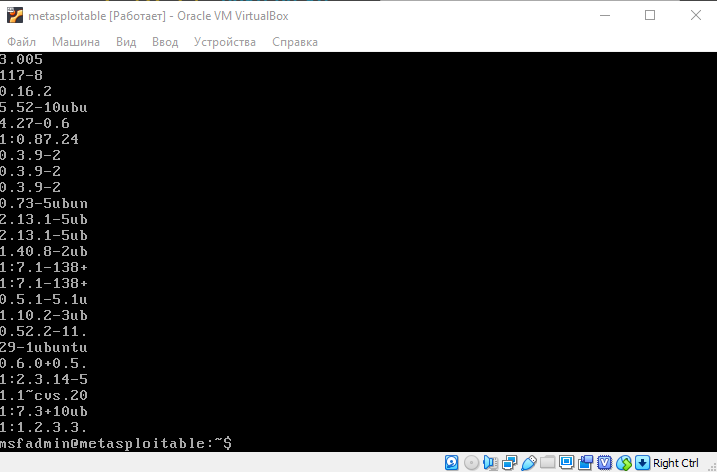 metasploitable [Работает] - Oracle VM VirtualBox
Файл Машина Вид Ввод Устройства Справка
3.005
117-8
0.16.2
5.52-10ubu
4.27-0.6
1:0.87.24
0.3.9-2
0.3.9-2
0.3.9-2
0.73-5ubun
2.13.1-5ub
2.13.1-5ub
1.40.8-2ub
1:7.1-138+
1:7.1-138+
0.5.1-5.1u
1.10.2-3ub
0.52.2-11.
29-1ubuntu
0.6.0+0.5.
1:2.3.14-5
1.1~cvs.20
1:7.3+10ub
1:1.2.3.3.
msfadmin@metasploitable:~$
Right Ctrl